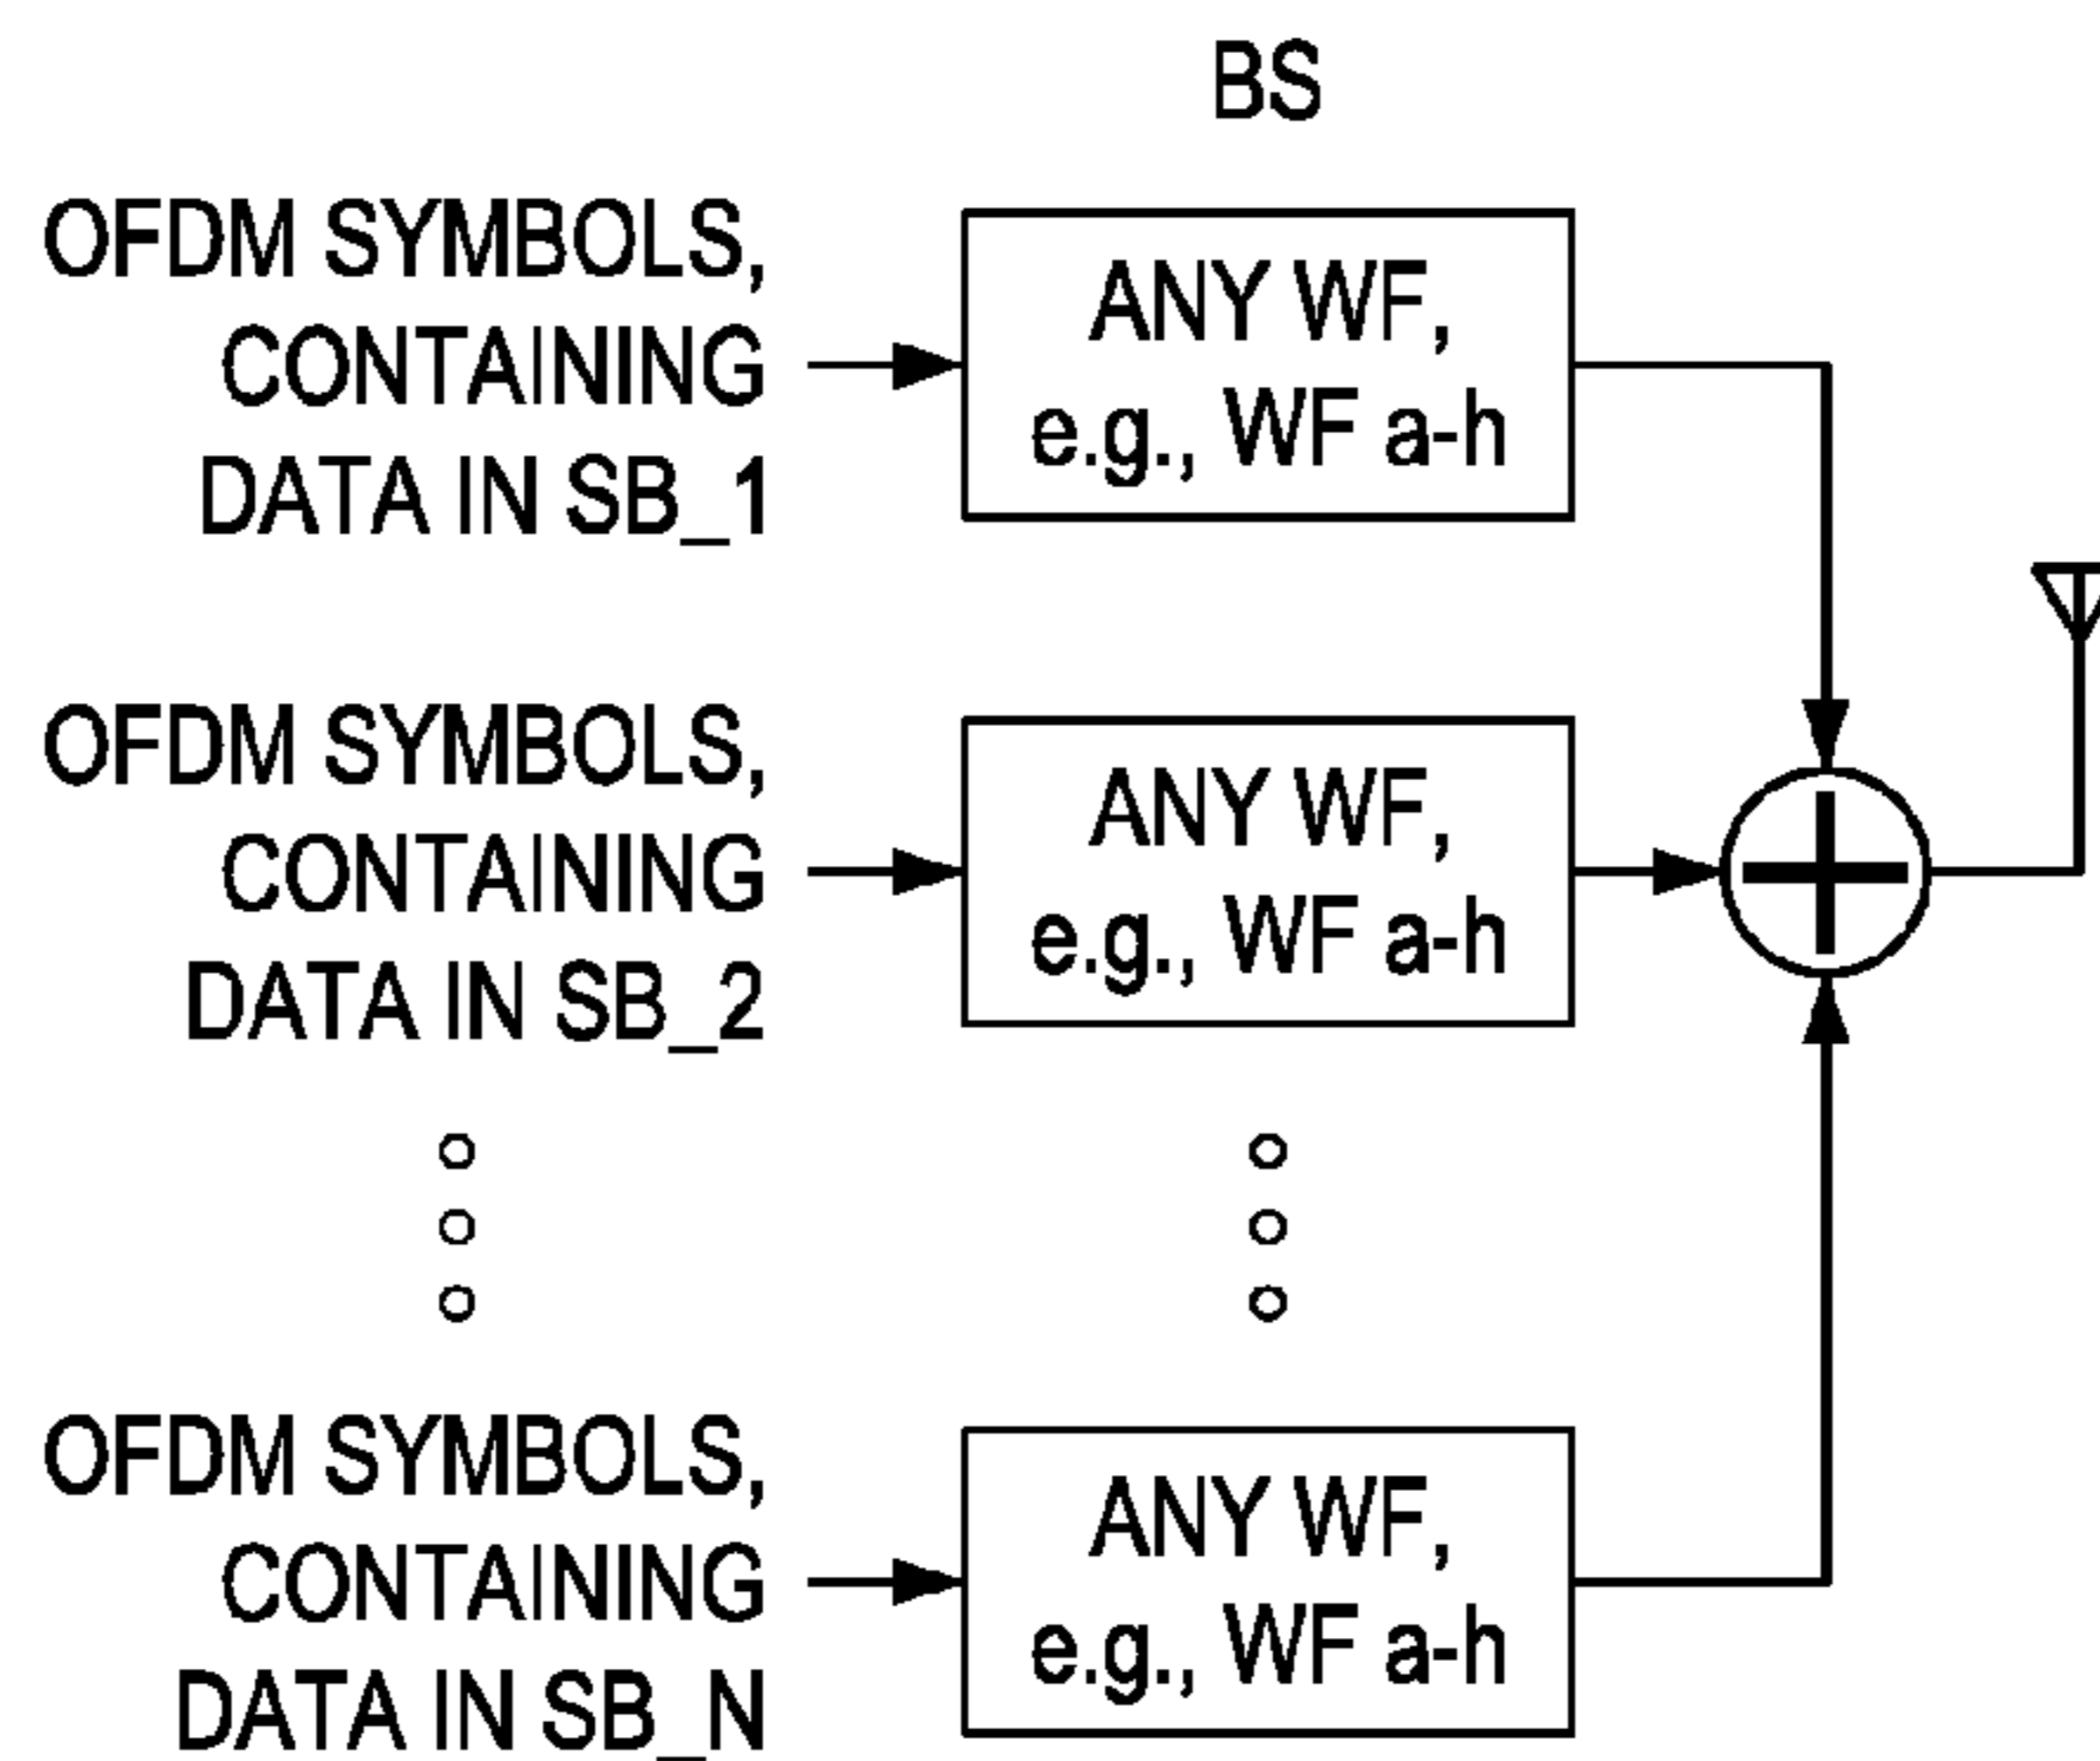 BS
OFDM SYMBOLS,
CONTAINING
DATA IN SB_1
ANY WF,
e.g., WF a-h
OFDM SYMBOLS,
CONTAINING
DATA IN SB_2
ANY WF,
e.g., WF a-h
OFDM SYMBOLS,
CONTAINING
DATA IN SB_N
ANY WF,
e.g., WF a-h